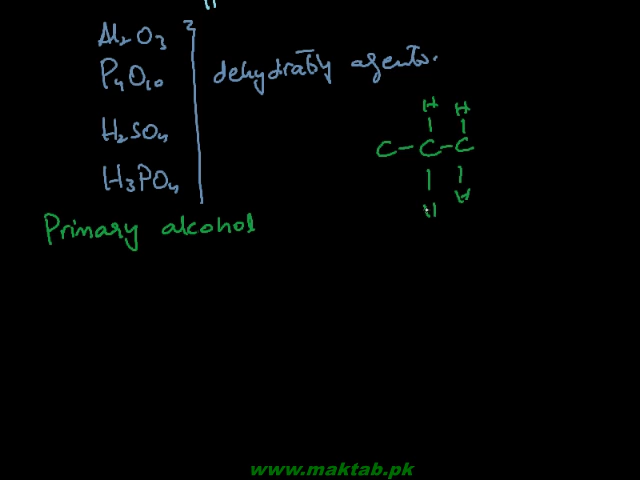 Al₂O₃
P₄O₁₀
dehydrating agents.
H₂SO₄
H₃PO₄
Primary alcohol
H H
C-C-C
H H
www.maktab.pk